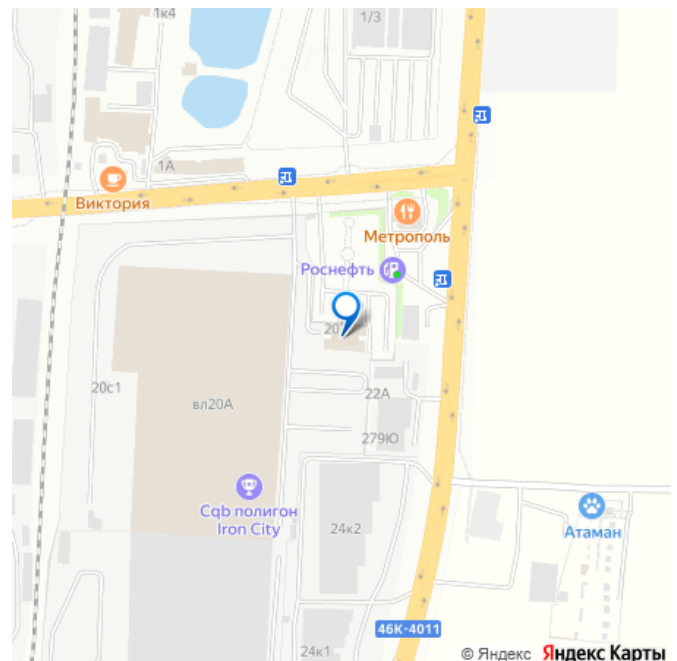 1к4
1/3
1А
Виктория
Метрополь
Роснефть
20с1
вл20А
22А
279Ю
Cqb полигон
Iron City
24к2
Атаман
46К-4011
24к1
© Яндекс Яндекс Карты